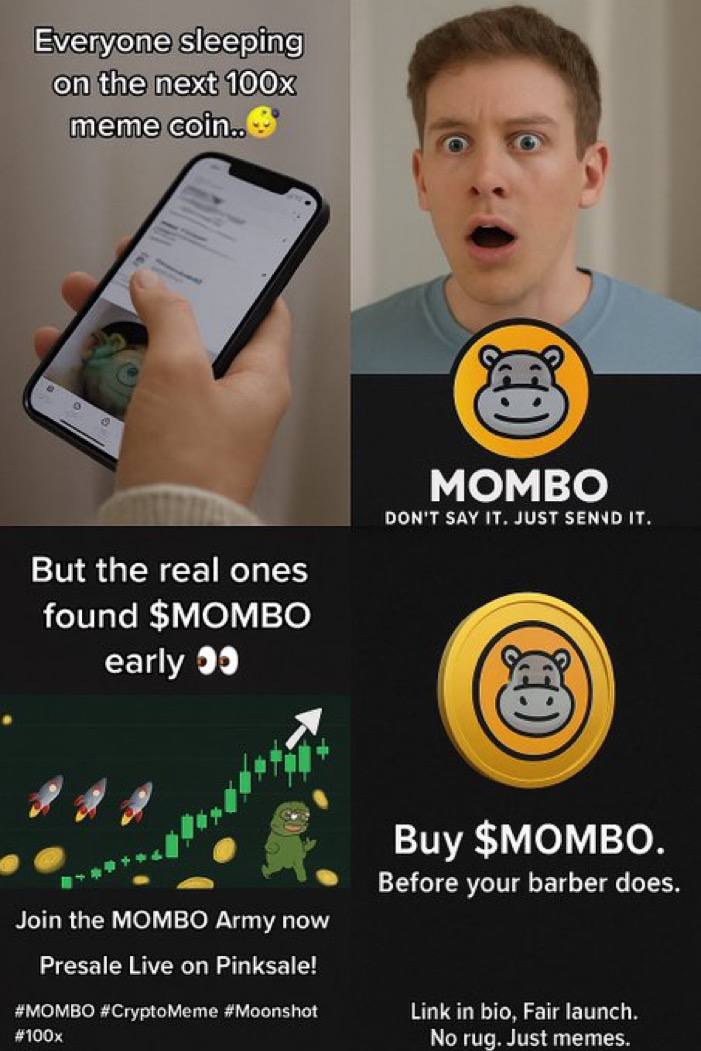 Everyone sleeping
on the next 100x
meme coin..😴
MOMBO
DON'T SAY IT. JUST SENND IT.
But the real ones
found $MOMBO
early 👀
Join the MOMBO Army now
Presale Live on Pinksale!
#MOMBO #CryptoMeme #Moonshot
#100x
Buy $MOMBO.
Before your barber does.
Link in bio, Fair launch.
No rug. Just memes.